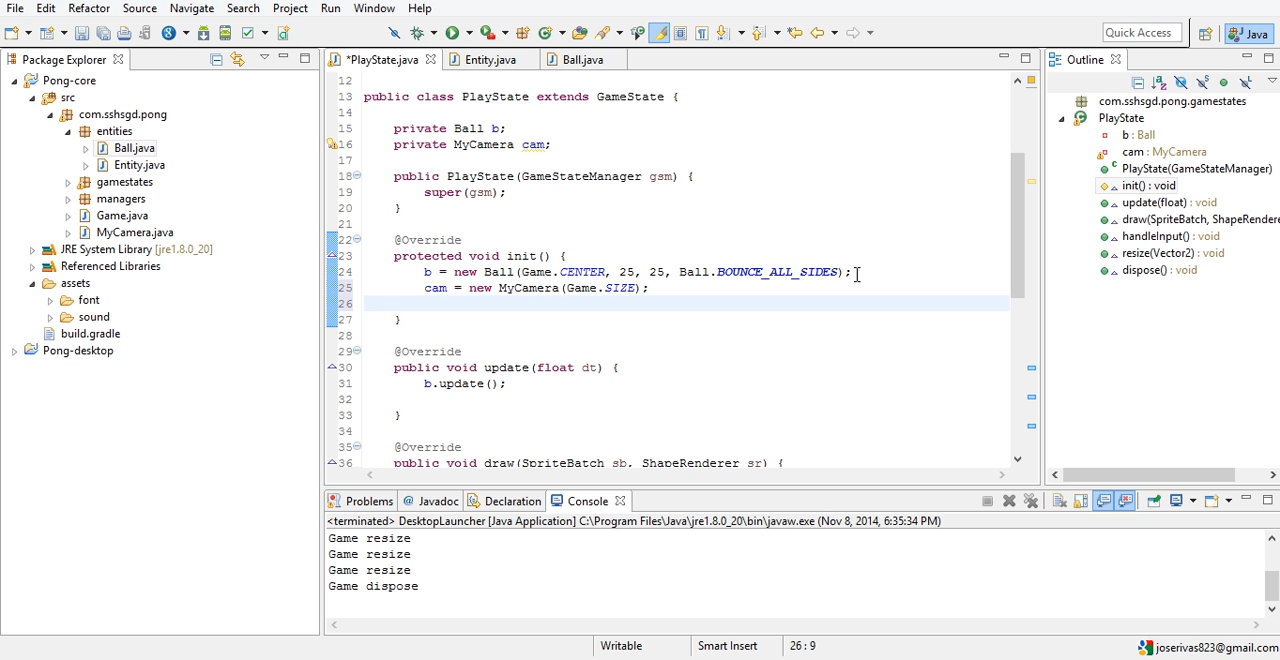 File Edit Refactor Source Navigate Search Project Run Window Help
Quick Access
Java
Package Explorer
*PlayState.java
Entity.java
Ball.java
Outline
Pong-core
src
com.sshsgd.pong
entities
Ball.java
Entity.java
gamestates
managers
Game.java
MyCamera.java
JRE System Library [jre1.8.0_20]
Referenced Libraries
assets
font
sound
build.gradle
Pong-desktop
12
13 public class PlayState extends GameState {
14
15 private Ball b;
16 private MyCamera cam;
17
18 public PlayState(GameStateManager gsm) {
19 super(gsm);
20 }
21
22 @Override
23 protected void init() {
24 b = new Ball(Game.CENTER, 25, 25, Ball.BOUNCE_ALL_SIDES);
25 cam = new MyCamera(Game.SIZE);
26
27 }
28
29 @Override
30 public void update(float dt) {
31 b.update();
32
33 }
34
35 @Override
36 public void draw(SpriteBatch sb, ShapeRenderer sr) {
com.sshsgd.pong.gamestates
PlayState
b : Ball
cam : MyCamera
PlayState(GameStateManager)
init() : void
update(float) : void
draw(SpriteBatch, ShapeRendere
handleInput() : void
resize(Vector2) : void
dispose() : void
Problems @ Javadoc Declaration Console
<terminated> DesktopLauncher [Java Application] C:\Program Files\Java\jre1.8.0_20\bin\javaw.exe (Nov 8, 2014, 6:35:34 PM)
Game resize
Game resize
Game resize
Game dispose
Writable
Smart Insert
26 : 9
joserivas823@gmail.com